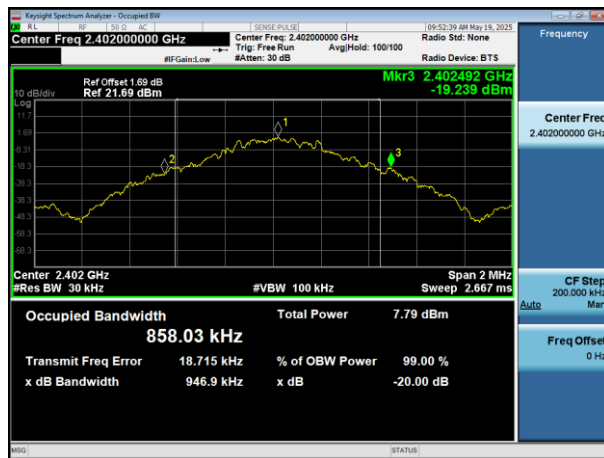 Keysight Spectrum Analyzer - Occupied BW
RL RF 50 Ω AC SENSE:PULSE 09:52:39 AM May 19, 2025
Center Freq 2.402000000 GHz Center Freq: 2.402000000 GHz Radio Std: None
Trig: Free Run Avg|Hold: 100/100
#IFGain:Low #Atten: 30 dB Radio Device: BTS
Frequency
Ref Offset 1.69 dB Mkr3 2.402492 GHz
10 dB/div Ref 21.69 dBm -19.239 dBm
Log
11.7
1.69
-8.31
-18.3
-28.3
-38.3
-48.3
-58.3
-68.3
1
2
3
Center 2.402 GHz Span 2 MHz
#Res BW 30 kHz #VBW 100 kHz Sweep 2.667 ms
Occupied Bandwidth Total Power 7.79 dBm
858.03 kHz
Transmit Freq Error 18.715 kHz % of OBW Power 99.00 %
x dB Bandwidth 946.9 kHz x dB -20.00 dB
Center Freq
2.402000000 GHz
CF Step
200.000 kHz
Auto Man
Freq Offset
0 Hz
MSG STATUS